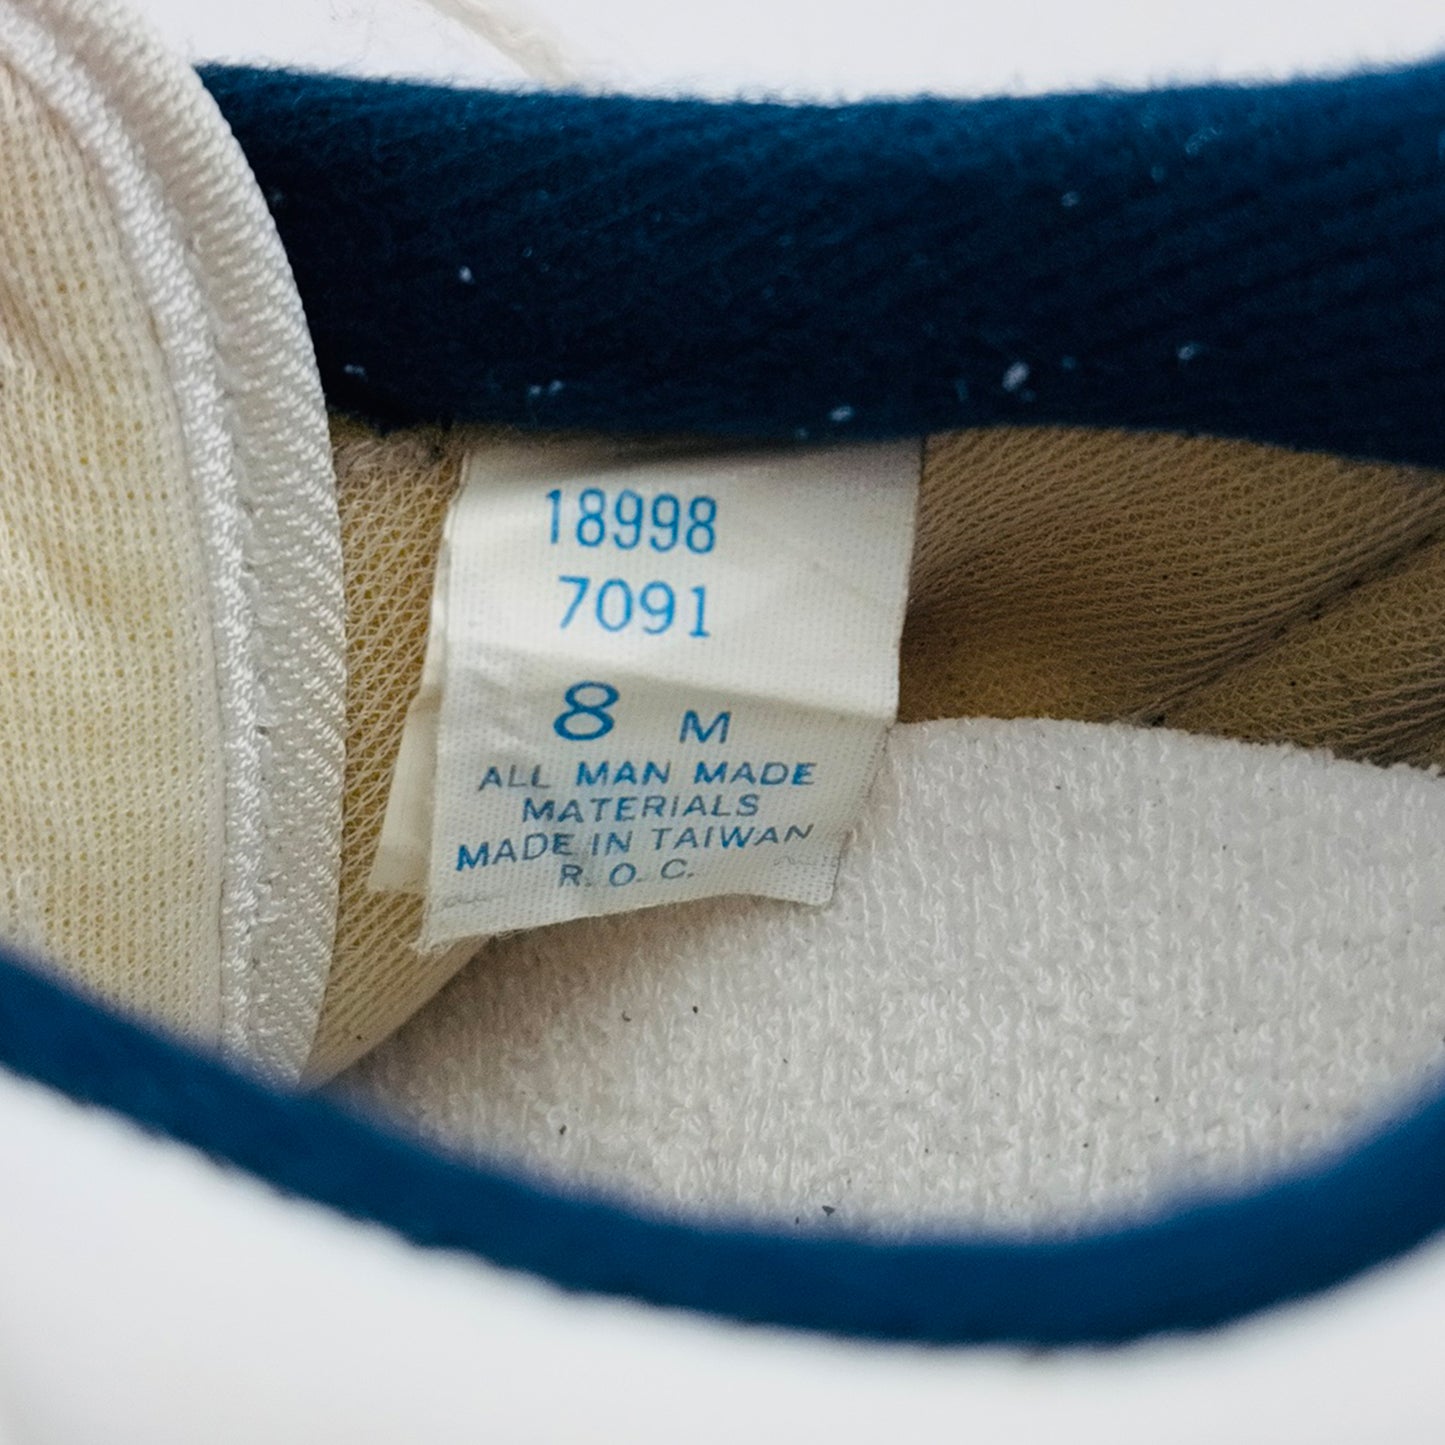 18998
7091
8 M
ALL MAN MADE
MATERIALS
MADE IN TAIWAN
R. O. C.